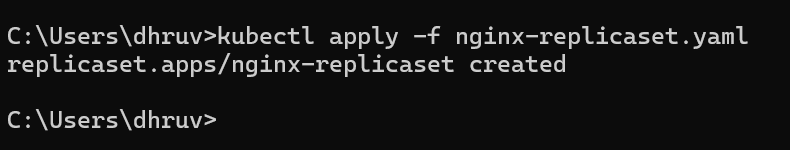 C:\Users\dhruv>kubectl apply -f nginx-replicaset.yaml
replicaset.apps/nginx-replicaset created
C:\Users\dhruv>